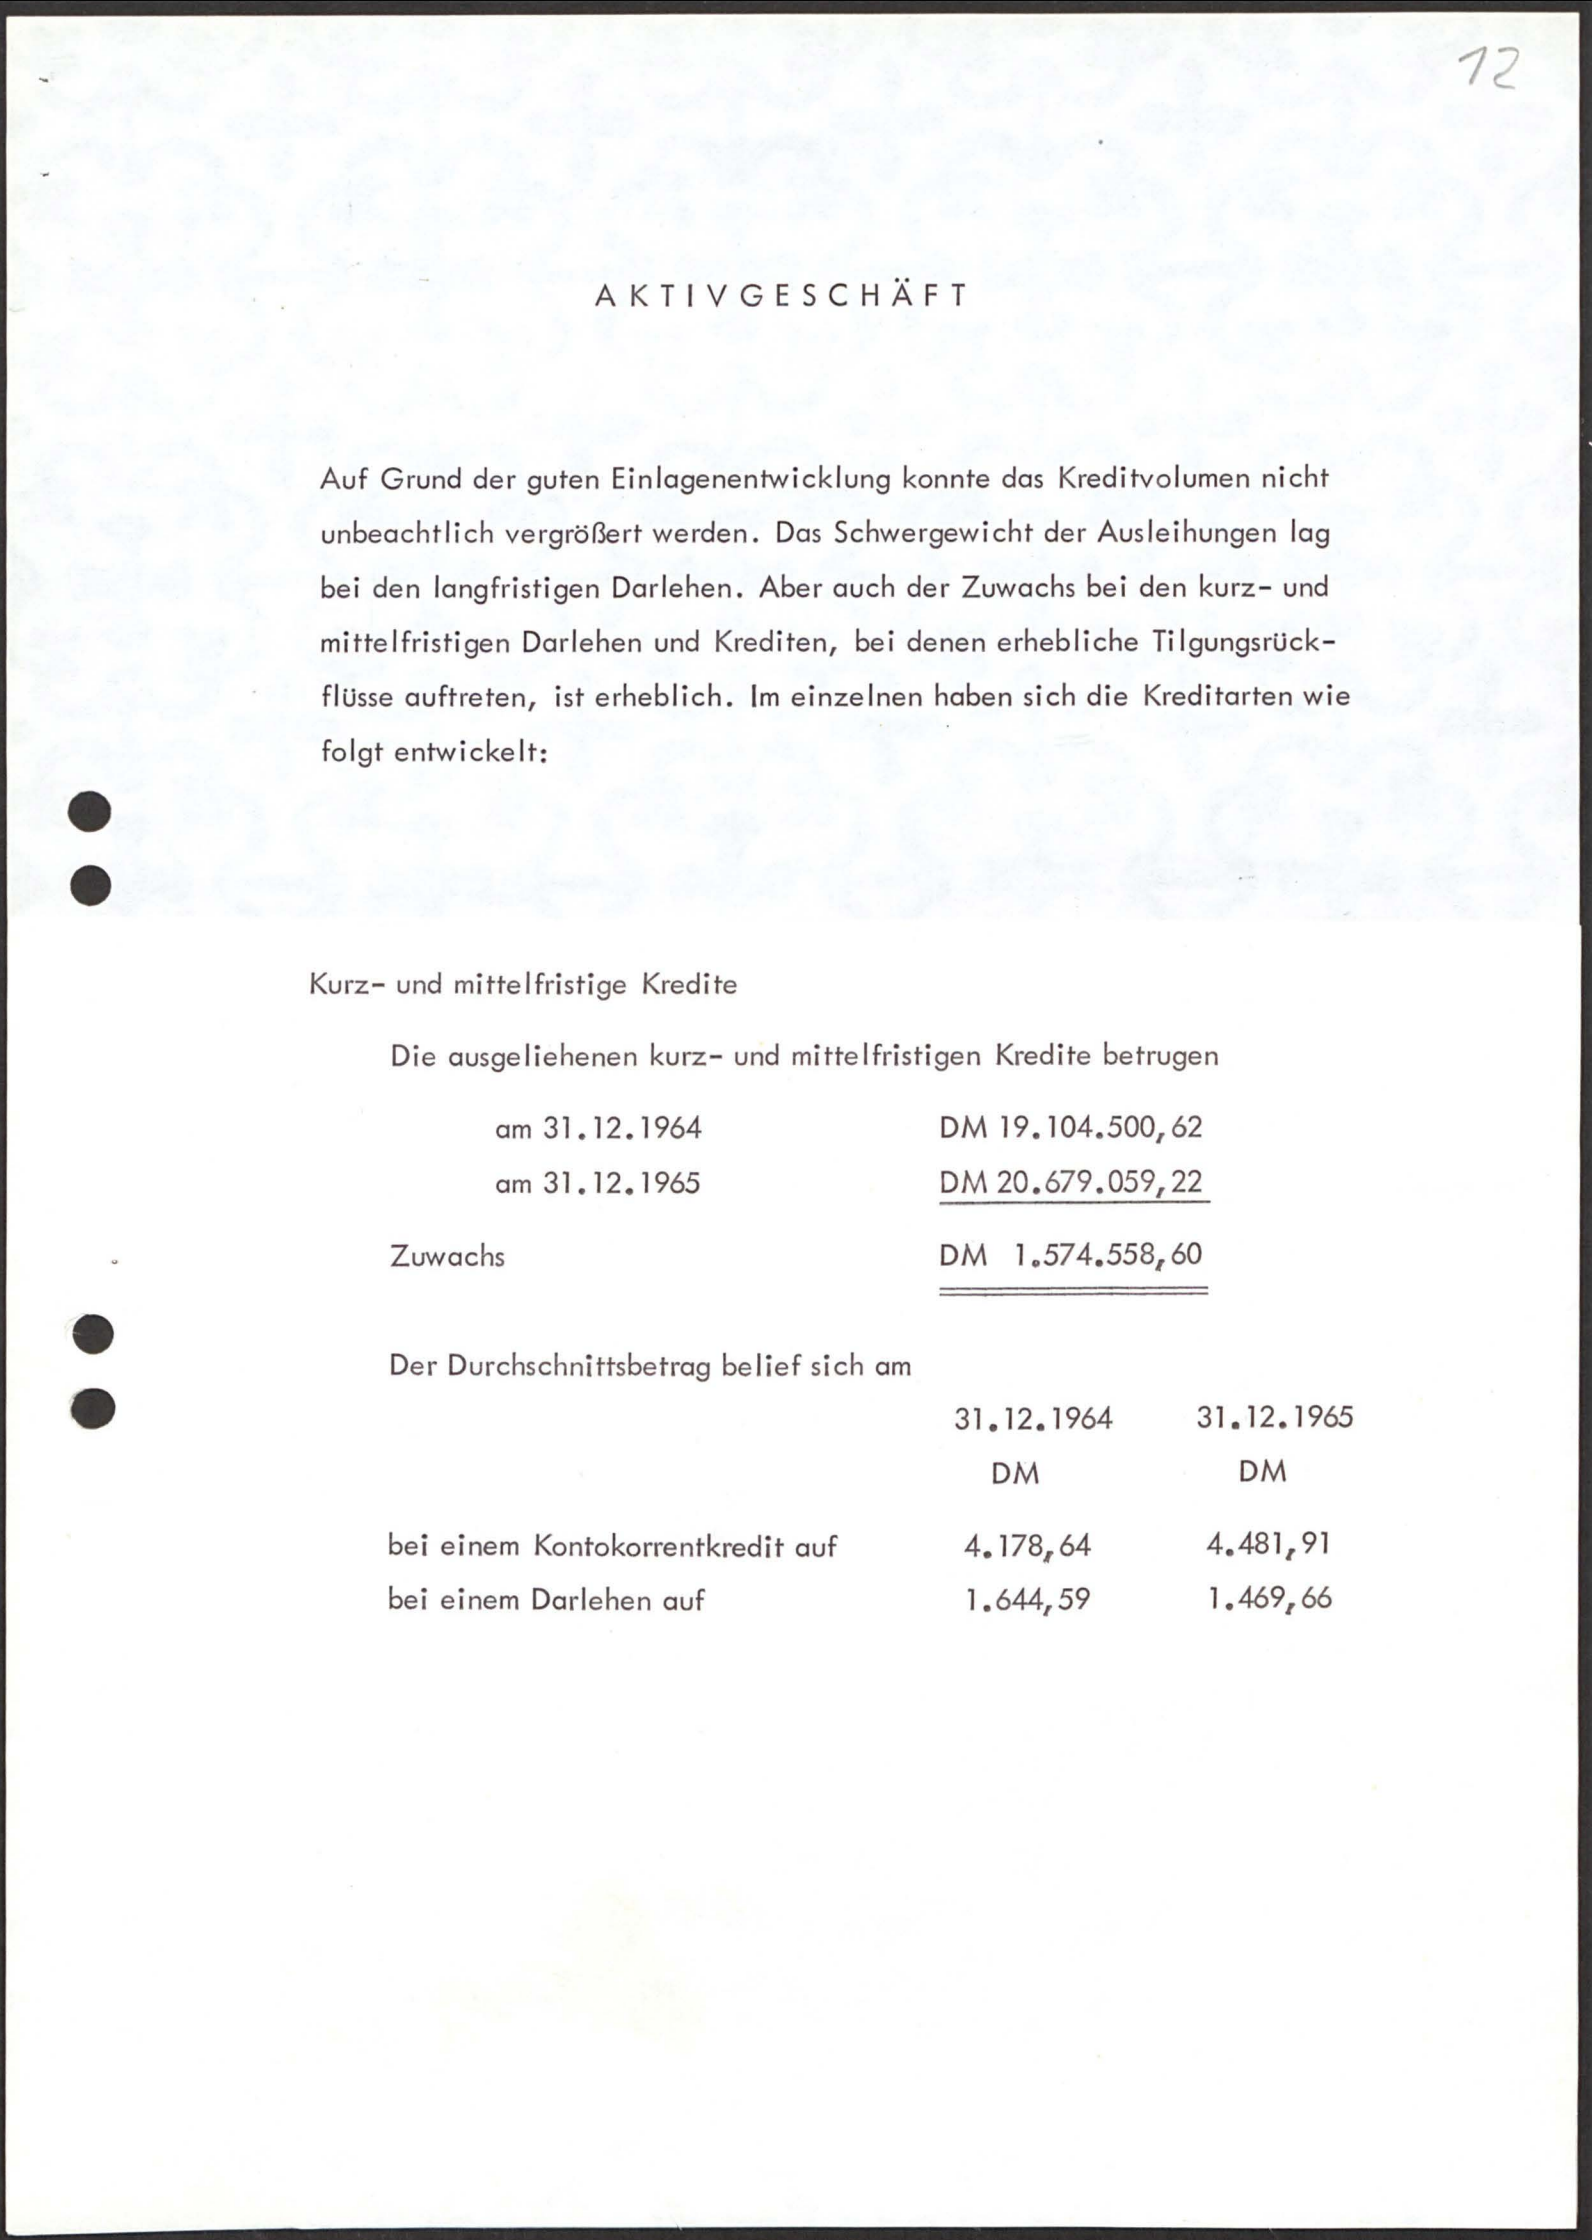 12
AKTIVGESCHÄFT
Auf Grund der guten Einlagenentwicklung konnte das Kreditvolumen nicht
unbeachtlich vergrößert werden. Das Schwergewicht der Ausleihungen lag
bei den langfristigen Darlehen. Aber auch der Zuwachs bei den kurz- und
mittelfristigen Darlehen und Krediten, bei denen erhebliche Tilgungsrück-
flüsse auftreten, ist erheblich. Im einzelnen haben sich die Kreditarten wie
folgt entwickelt:
Kurz- und mittelfristige Kredite
Die ausgeliehenen kurz- und mittelfristigen Kredite betrugen
am 31.12.1964 DM 19.104.500,62
am 31.12.1965 DM 20.679.059,22
Zuwachs DM 1.574.558,60
Der Durchschnittsbetrag belief sich am
31.12.1964 31.12.1965
DM DM
bei einem Kontokorrentkredit auf 4.178,64 4.481,91
bei einem Darlehen auf 1.644,59 1.469,66